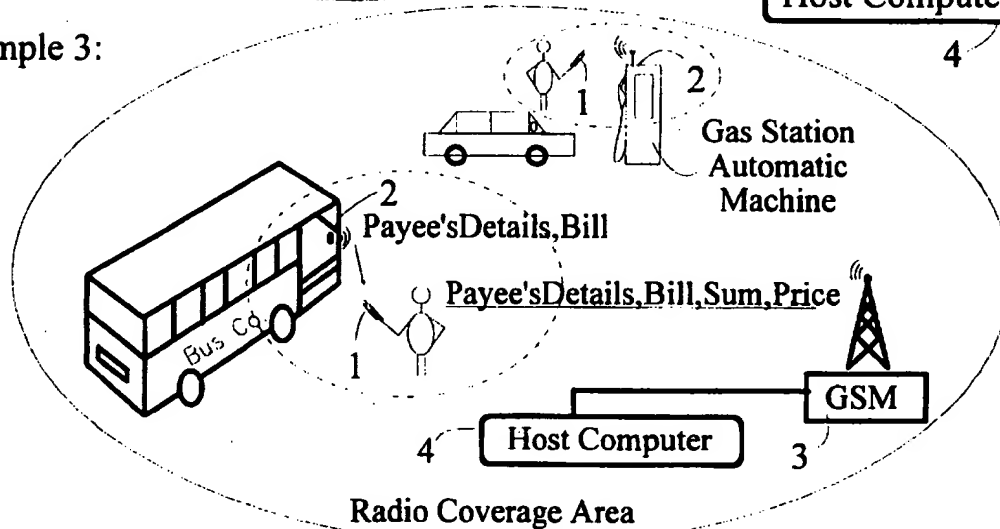 Host Compute
4
mple 3:
1
2
Gas Station
Automatic
Machine
2
Payee'sDetails,Bill
Payee'sDetails,Bill,Sum,Price
1
Bus Co
GSM
3
4
Host Computer
Radio Coverage Area